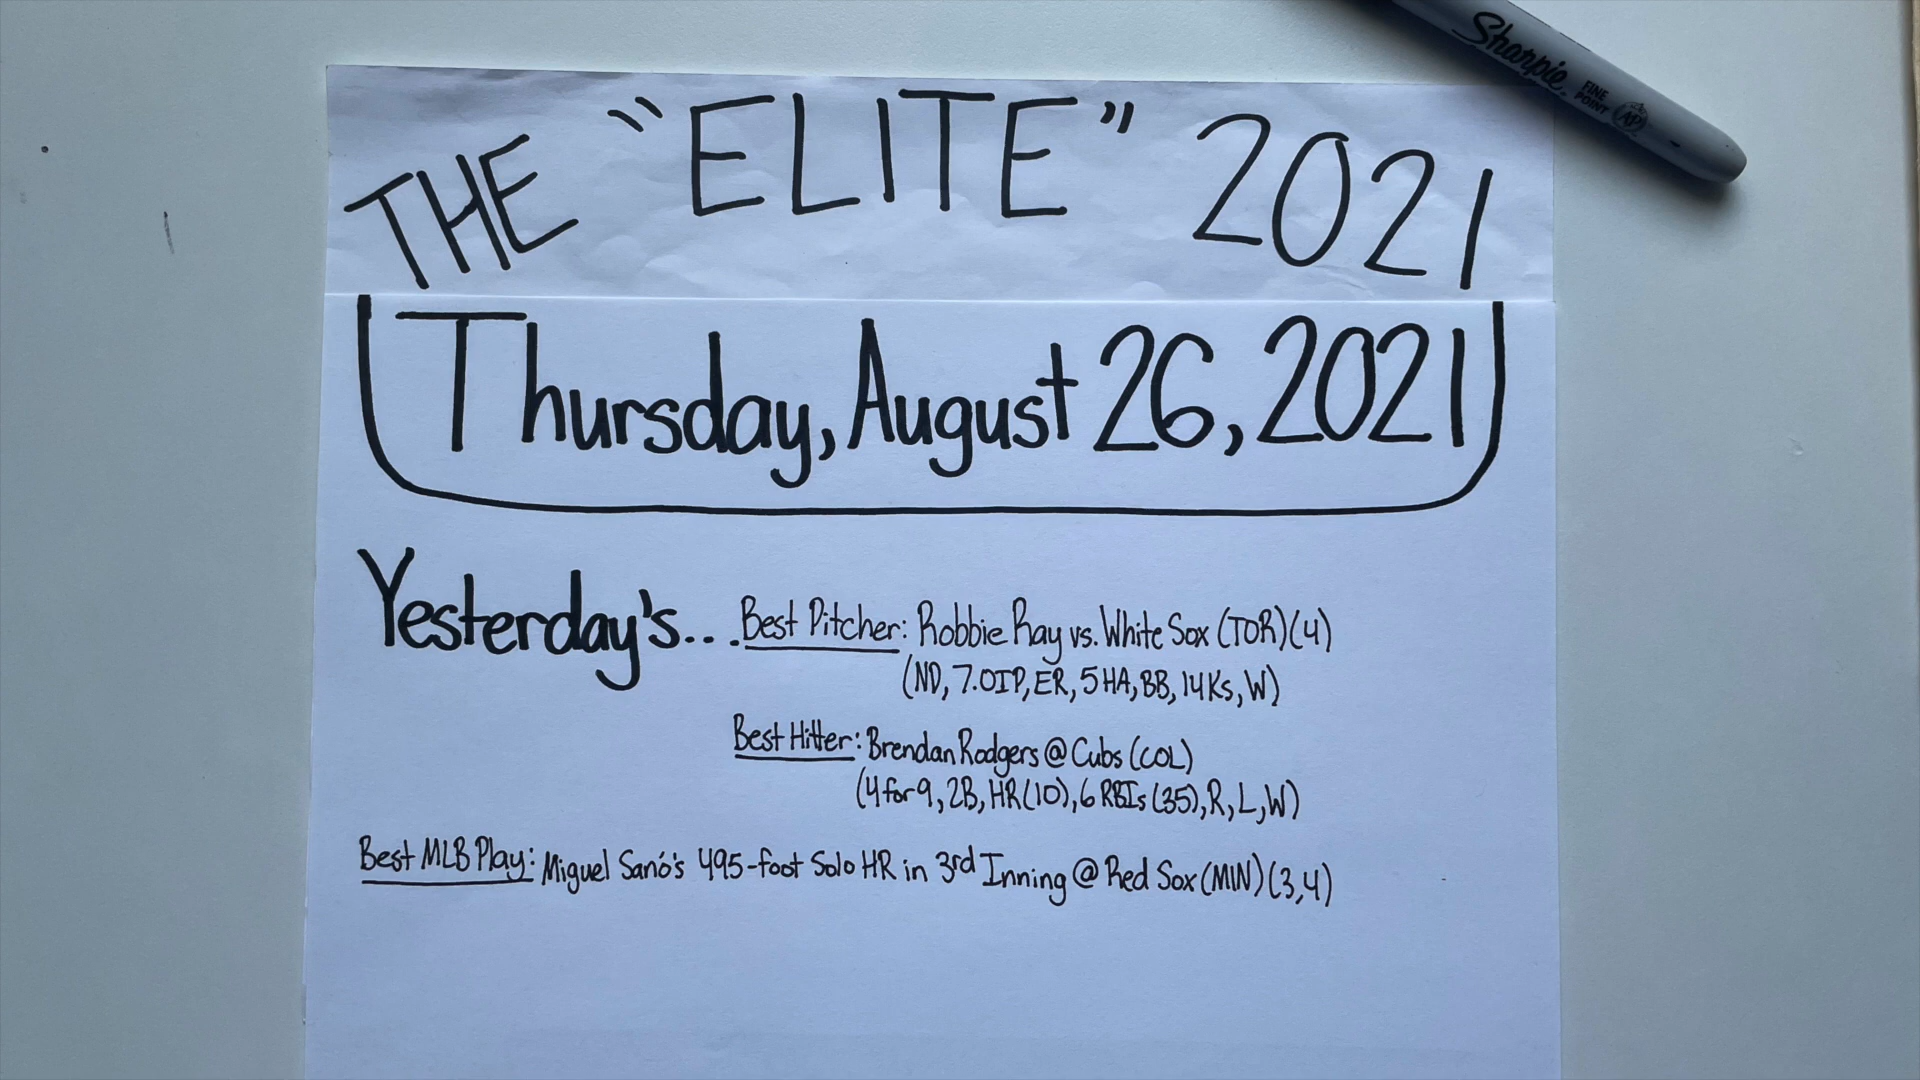 Sharpie.
FINE
POINT
AP
THE "ELITE" 2021
Thursday, August 26, 2021
Yesterday's... Best Pitcher: Robbie Ray vs. White Sox (TOR)(4)
(ND, 7.0IP, ER, 5HA, BB, 14Ks, W)
Best Hitter: Brendan Rodgers @ Cubs (COL)
(4 for 9, 2B, HR(10), 6 RBIs (35), R, L, W)
Best MLB Play: Miguel Sanó's 495-foot Solo HR in 3rd Inning @ Red Sox (MIN)(3,4)